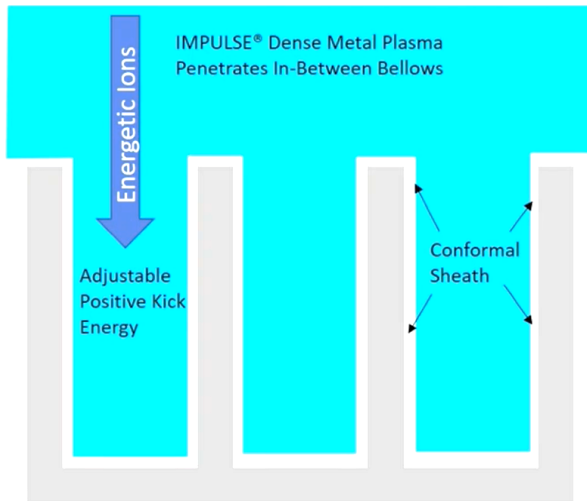 IMPULSE® Dense Metal Plasma
Penetrates In-Between Bellows
Energetic Ions
Adjustable
Positive Kick
Energy
Conformal
Sheath